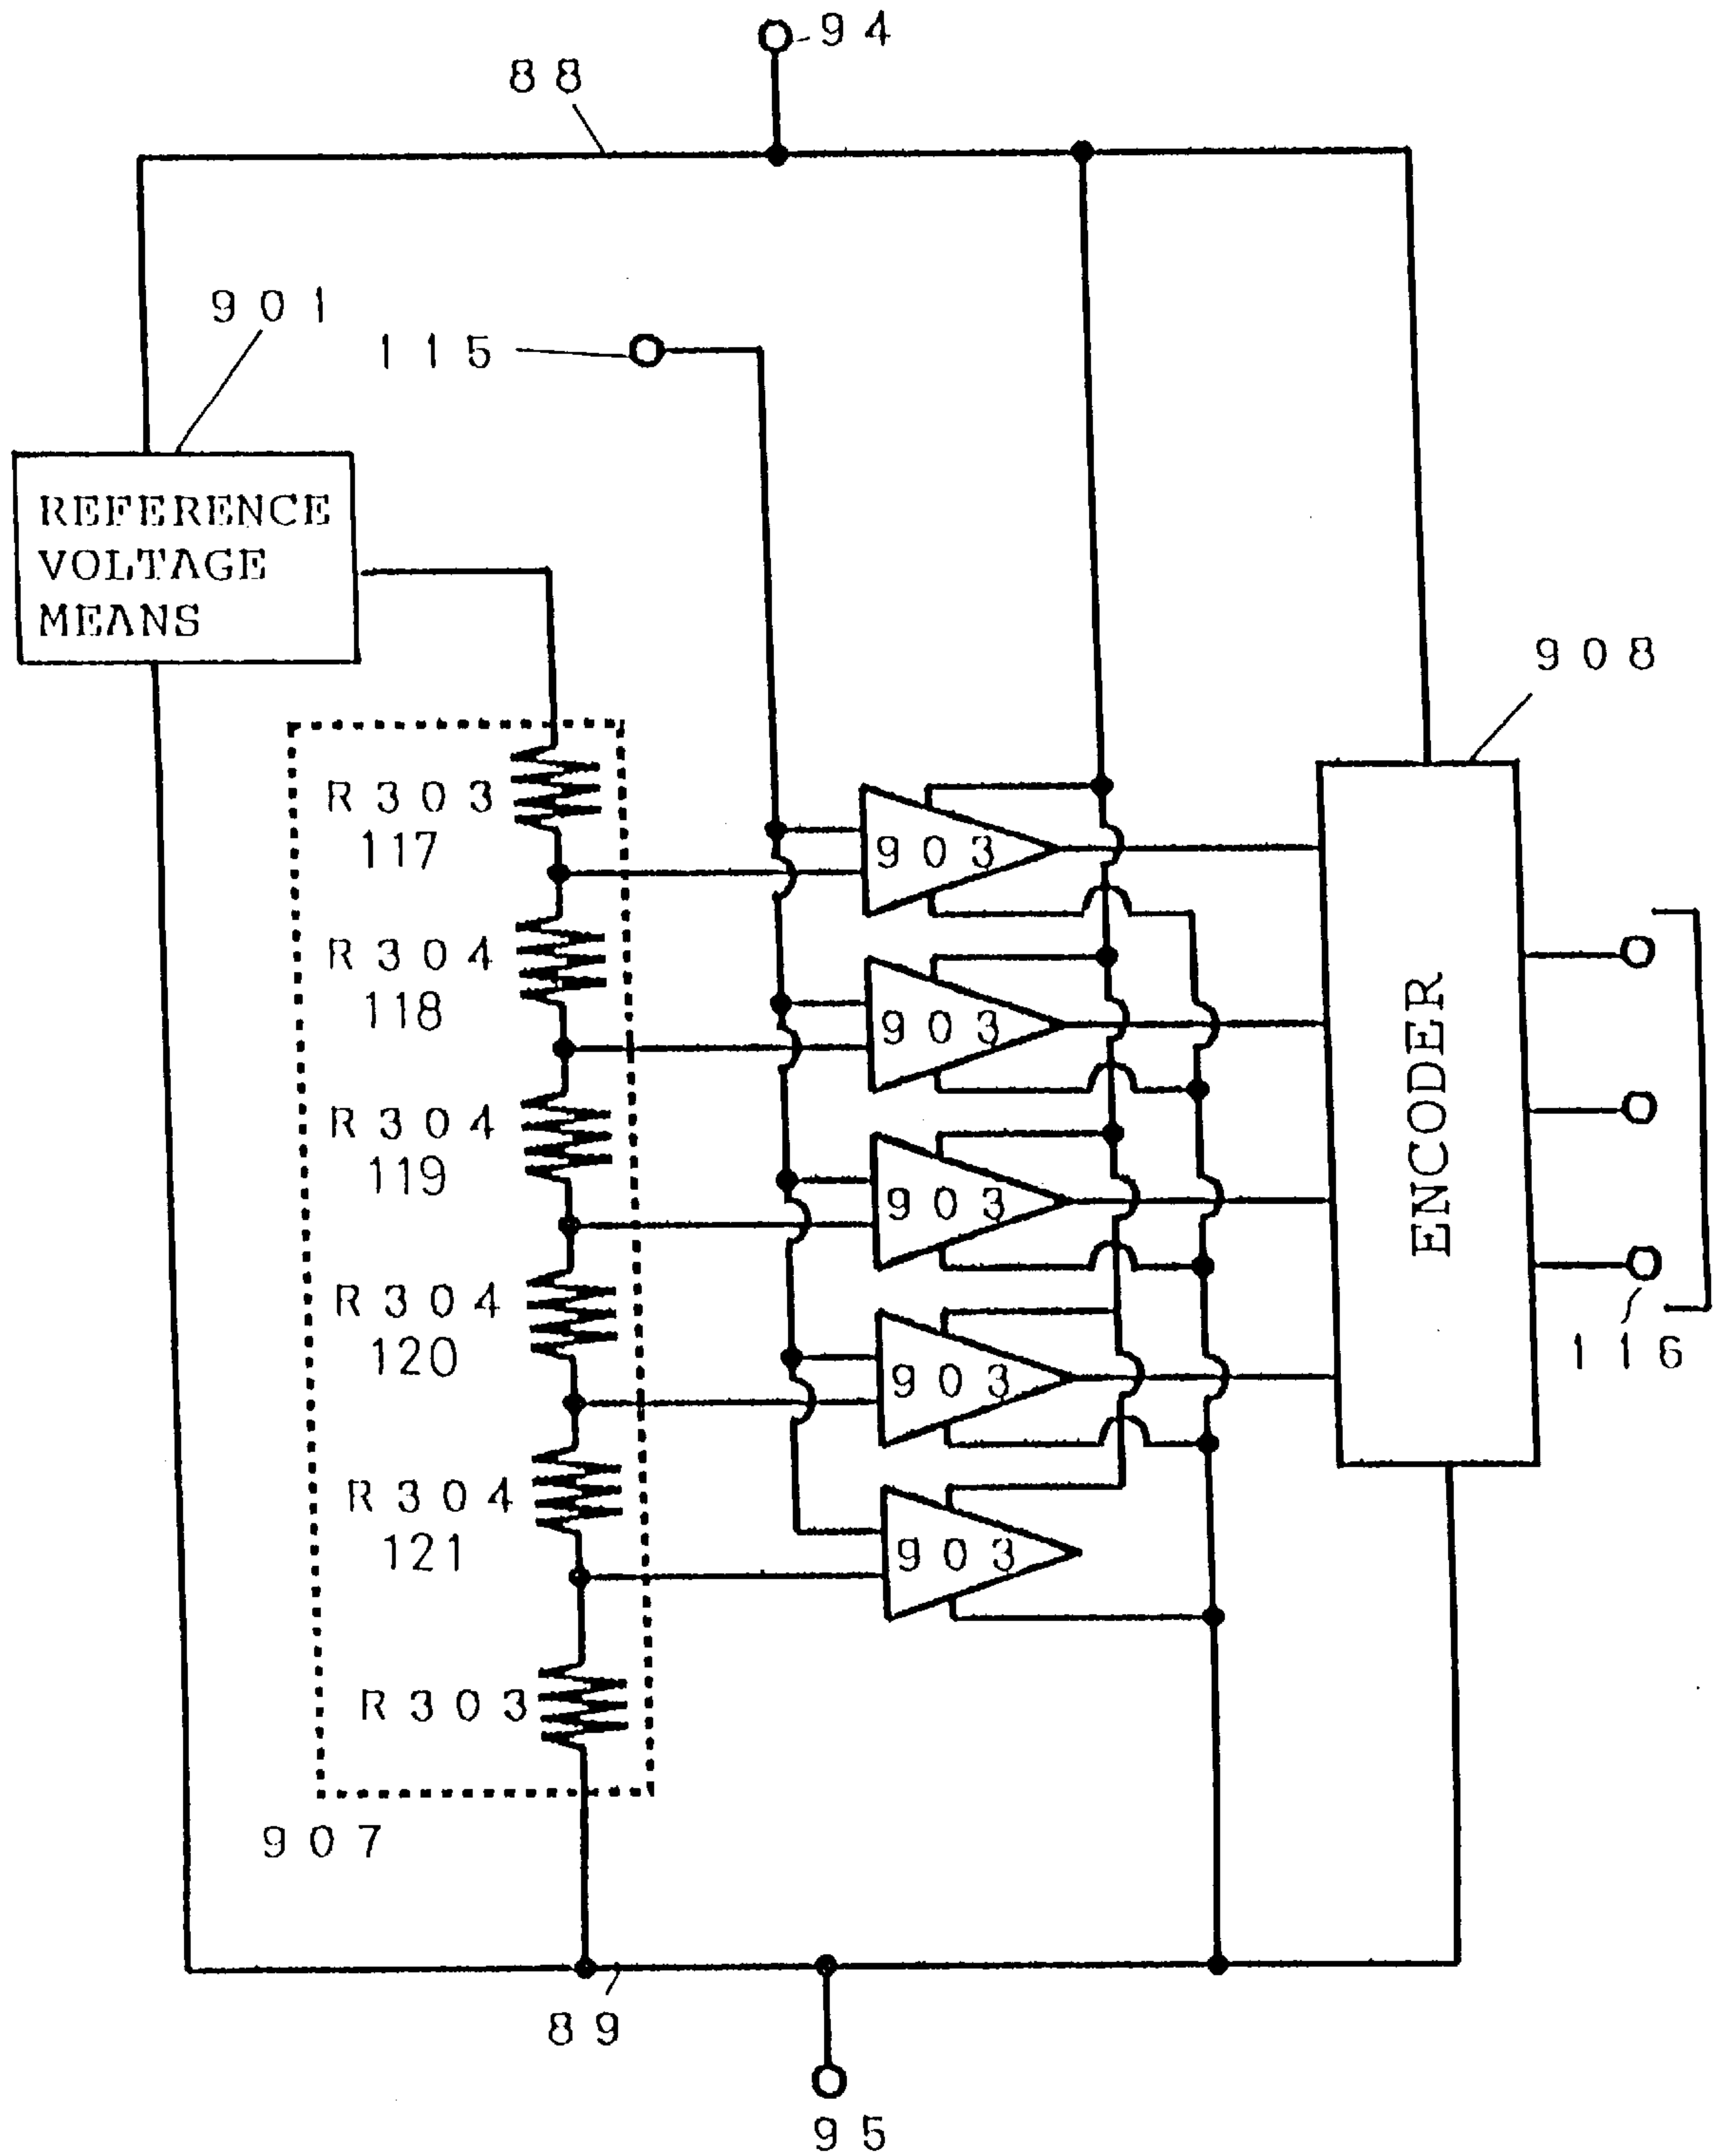 94
88
901
115
REFERENCE
VOLTAGE
MEANS
908
R303
117
903
R304
118
903
R304
119
903
ENCODER
R304
120
903
116
R304
121
903
R303
907
89
95